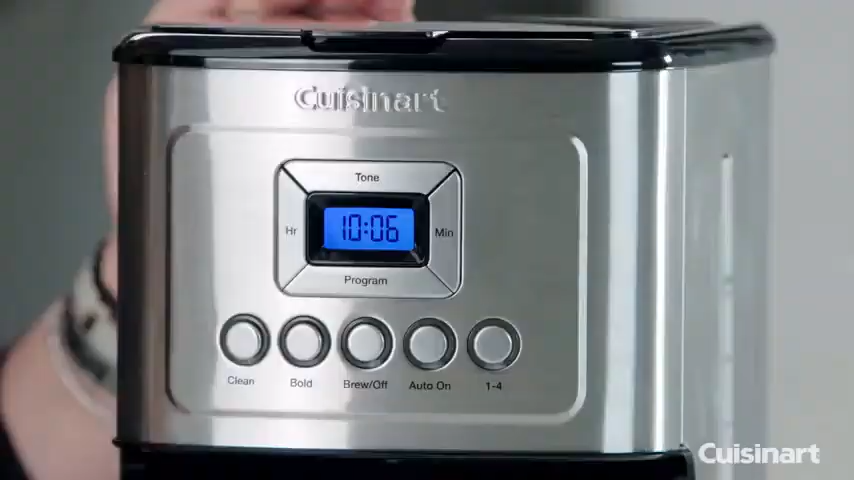 Cuisinart
Tone
Hr
10:06
Min
Program
Clean
Bold
Brew/Off
Auto On
1-4
Cuisinart